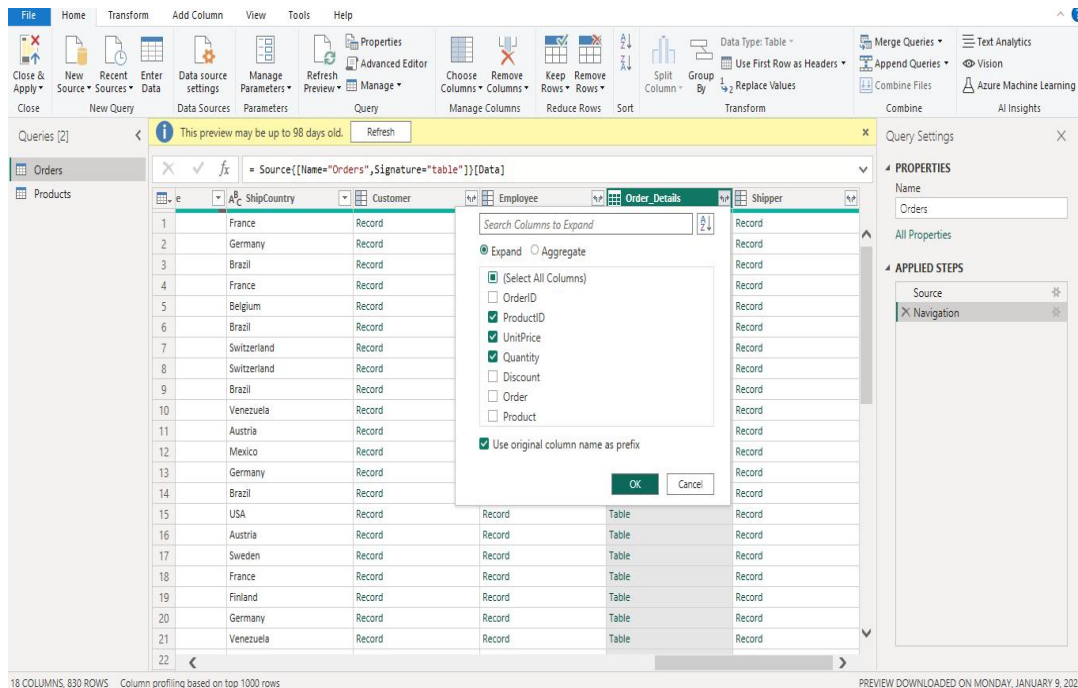 File Home Transform Add Column View Tools Help
Close & Apply New Source Recent Sources Enter Data Data source settings Manage Parameters Refresh Preview Properties Advanced Editor Manage Choose Columns Remove Columns Keep Rows Remove Rows Split Column Group By Data Type: Table Use First Row as Headers Replace Values Merge Queries Append Queries Combine Files Text Analytics Vision Azure Machine Learning
Close New Query Data Sources Parameters Query Manage Columns Reduce Rows Sort Transform Combine AI Insights
Queries [2]
Orders
Products
This preview may be up to 98 days old. Refresh
= Source{[Name="Orders",Signature="table"]}[Data]
e ABC ShipCountry Customer Employee Order_Details Shipper
1 France Record Record
2 Germany Record Record
3 Brazil Record Record
4 France Record Record
5 Belgium Record Record
6 Brazil Record Record
7 Switzerland Record Record
8 Switzerland Record Record
9 Brazil Record Record
10 Venezuela Record Record
11 Austria Record Record
12 Mexico Record Record
13 Germany Record Record
14 Brazil Record Record
15 USA Record Record Table Record
16 Austria Record Record Table Record
17 Sweden Record Record Table Record
18 France Record Record Table Record
19 Finland Record Record Table Record
20 Germany Record Record Table Record
21 Venezuela Record Record Table Record
22
Search Columns to Expand
Expand Aggregate
(Select All Columns)
OrderID
ProductID
UnitPrice
Quantity
Discount
Order
Product
Use original column name as prefix
OK Cancel
Query Settings
PROPERTIES
Name
Orders
All Properties
APPLIED STEPS
Source
Navigation
18 COLUMNS, 830 ROWS Column profiling based on top 1000 rows
PREVIEW DOWNLOADED ON MONDAY, JANUARY 9, 202